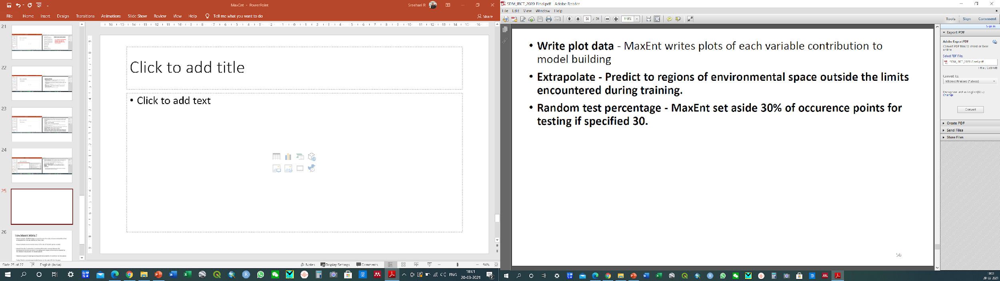 MaxEnt - PowerPoint
Sreehari R
File Home Insert Design Transitions Animations Slide Show Review View Help Tell me what you want to do
Share
21
22
23
24
25
26
How Maxent Works ?
Click to add title
• Click to add text
Slide 25 of 27 English (India)
Notes Display Settings Comments 94%
ENG
18:01
20-03-2021
2
SDM_IBCT_2020-Final.pdf - Adobe Reader
File Edit View Window Help
56 / 59 110%
Tools Sign Comment
• Write plot data - MaxEnt writes plots of each variable contribution to
model building
• Extrapolate - Predict to regions of environmental space outside the limits
encountered during training.
• Random test percentage - MaxEnt set aside 30% of occurence points for
testing if specified 30.
56
Sign In
Export PDF
Adobe ExportPDF
Convert PDF files to Word or Excel
online
Select PDF File:
SDM_IBCT_2020-Final.pdf
1 file / 2.69 MB
Convert To:
Microsoft Word (*.docx)
Recognize Text in English(U.S.)
Change
Convert
Create PDF
Send Files
Store Files
18:01
20-03-2021